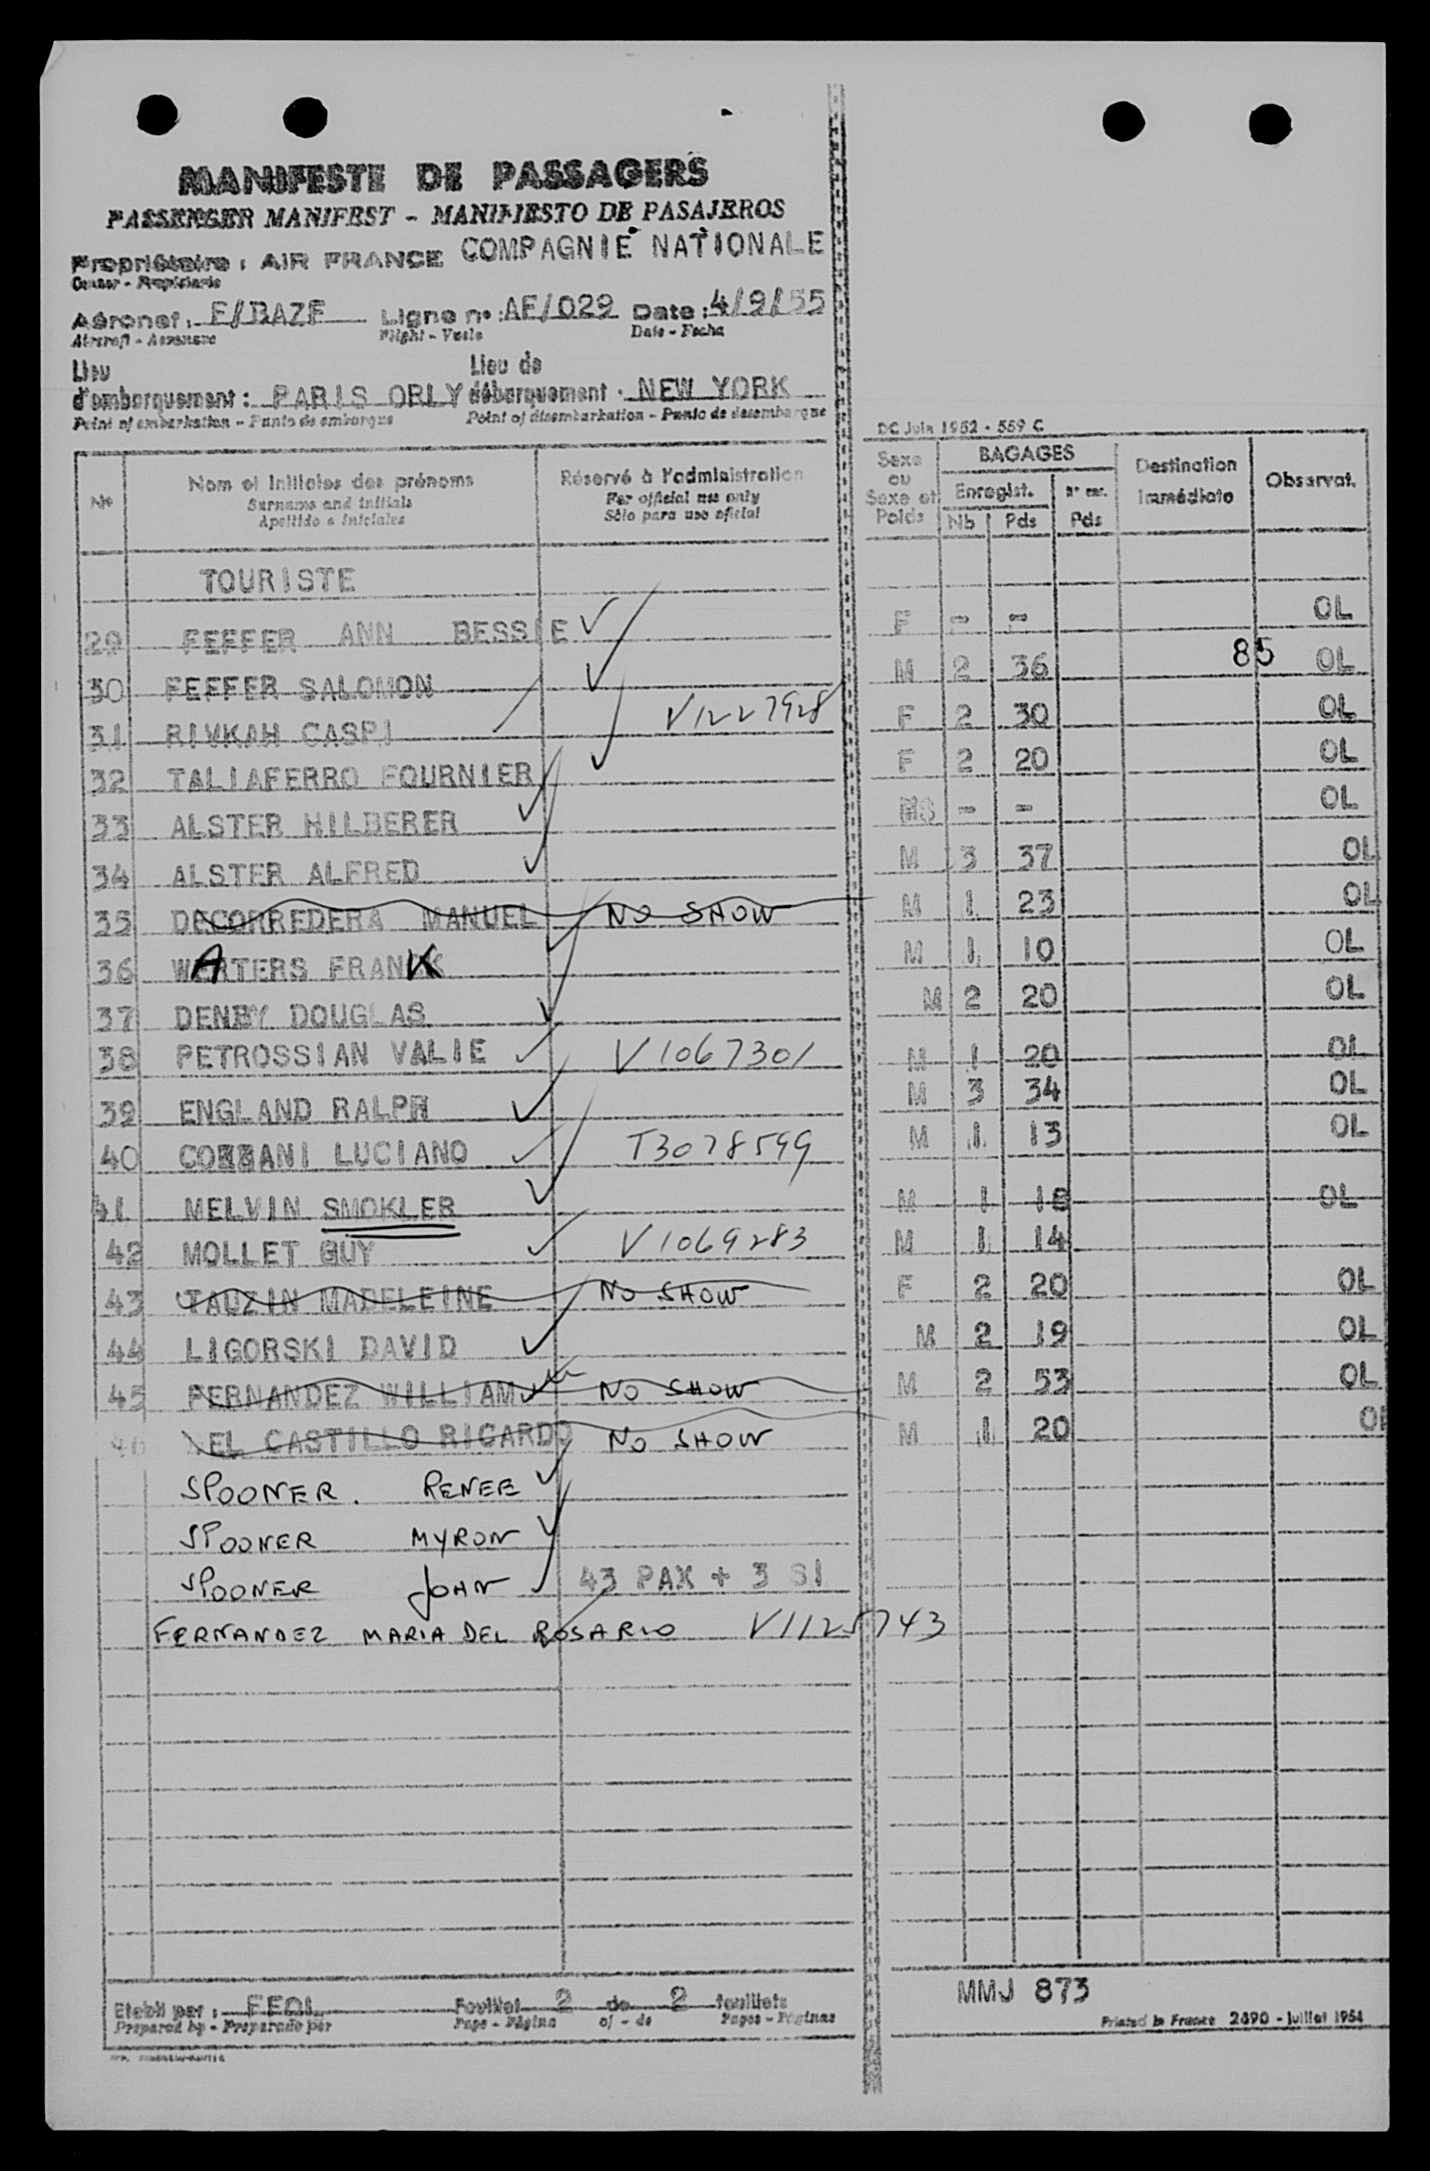 MANIFESTE DE PASSAGERS
PASSENGER MANIFEST - MANIFIESTO DE PASAJEROS
Propriétaire : AIR FRANCE COMPAGNIE NATIONALE
Owner - Propietario
Aéronef : F/BAZF Ligne n° : AF/029 Date : 4/9/55
Aircraft - Aeronave Flight - Vuelo Date - Fecha
Lieu Lieu de
d'embarquement : PARIS ORLY débarquement : NEW YORK
Point of embarkation - Punto de embarque Point of disembarkation - Punto de desembarque
DC Juin 1952 - 559 C
No Nom et Initiales des prénoms Réservé à l'administration Sexe ou Sexe et Poids BAGAGES Destination immédiate Observat.
Surname and initials For official use only Enregist. Nb Pds Pds
Apellido e iniciales Sólo para uso oficial
TOURISTE
29 FEFFER ANN BESSIE F - - OL
30 FEFFER SALOMON M 2 36 85 OL
31 RIVKAH CASPI V1227928 F 2 30 OL
32 TALIAFERRO FOURNIER F 2 20 OL
33 ALSTER HILBERER - - OL
34 ALSTER ALFRED M 3 37 OL
35 DECORREDERA MANUEL NO SHOW M 1 23 OL
36 WARTERS FRANK M 1 10 OL
37 DENBY DOUGLAS M 2 20 OL
38 PETROSSIAN VALIE V1067301 M 1 20 OL
39 ENGLAND RALPH M 3 34 OL
40 LUCIANO T3078599 M 1 13 OL
41 MELVIN SMOKLER M 1 18 OL
42 MOLLET GUY V1069283 M 1 14
43 TAUZIN MADELEINE NO SHOW F 2 20 OL
44 LIGORSKI DAVID M 2 19 OL
45 FERNANDEZ WILLIAM NO SHOW M 2 53 OL
46 EL CASTILLO RICARDO NO SHOW M 1 20 OL
SPOONER. RENEE
SPOONER MYRON
SPOONER JOHN 43 PAX + 3 SI
FERNANDEZ MARIA DEL ROSARIO V1125743
Etabli par : FEOL Feuillet 2 de 2 feuillets
Prepared by - Preparado por Page - Página of - de Pages - Páginas
MMJ 873
Printed in France 2890 - Juillet 1954